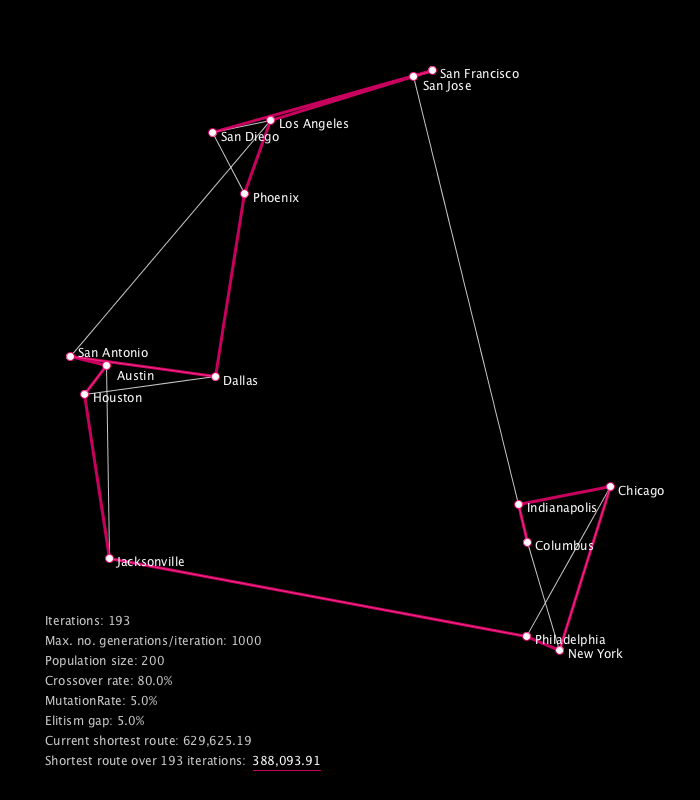 San Francisco
San Jose
Los Angeles
San Diego
Phoenix
San Antonio
Austin
Dallas
Houston
Chicago
Indianapolis
Columbus
Jacksonville
Philadelphia
New York
Iterations: 193
Max. no. generations/iteration: 1000
Population size: 200
Crossover rate: 80.0%
MutationRate: 5.0%
Elitism gap: 5.0%
Current shortest route: 629,625.19
Shortest route over 193 iterations: 388,093.91